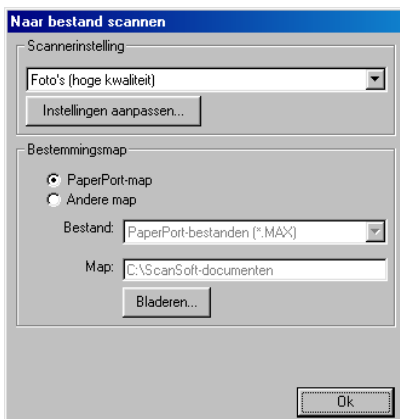 Naar bestand scannen
Scannerinstelling
Foto's (hoge kwaliteit)
Instellingen aanpassen...
Bestemmingsmap
PaperPort-map
Andere map
Bestand: PaperPort-bestanden (*.MAX)
Map: C:\ScanSoft-documenten
Bladeren...
Ok